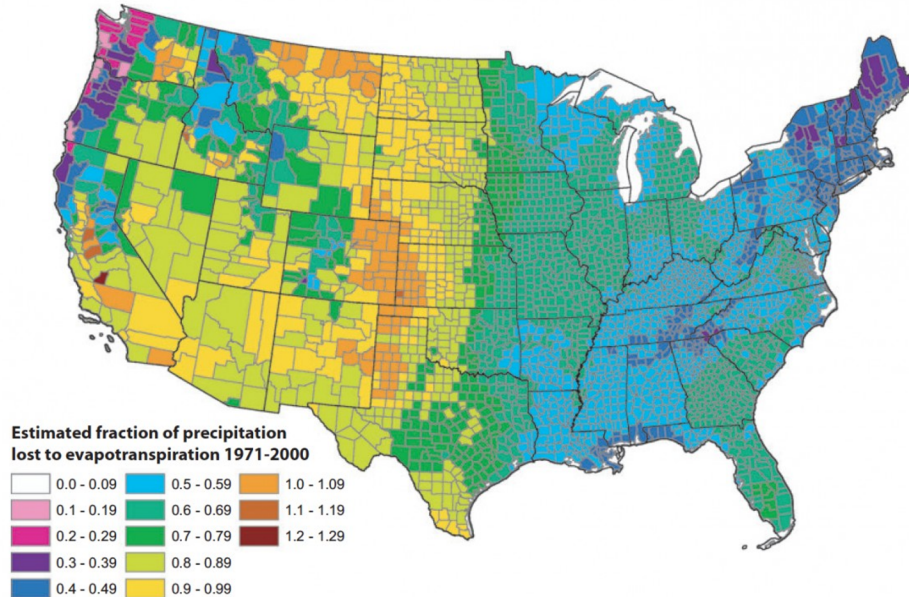 Estimated fraction of precipitation
lost to evapotranspiration 1971-2000
0.0 - 0.09 0.5 - 0.59 1.0 - 1.09
0.1 - 0.19 0.6 - 0.69 1.1 - 1.19
0.2 - 0.29 0.7 - 0.79 1.2 - 1.29
0.3 - 0.39 0.8 - 0.89
0.4 - 0.49 0.9 - 0.99